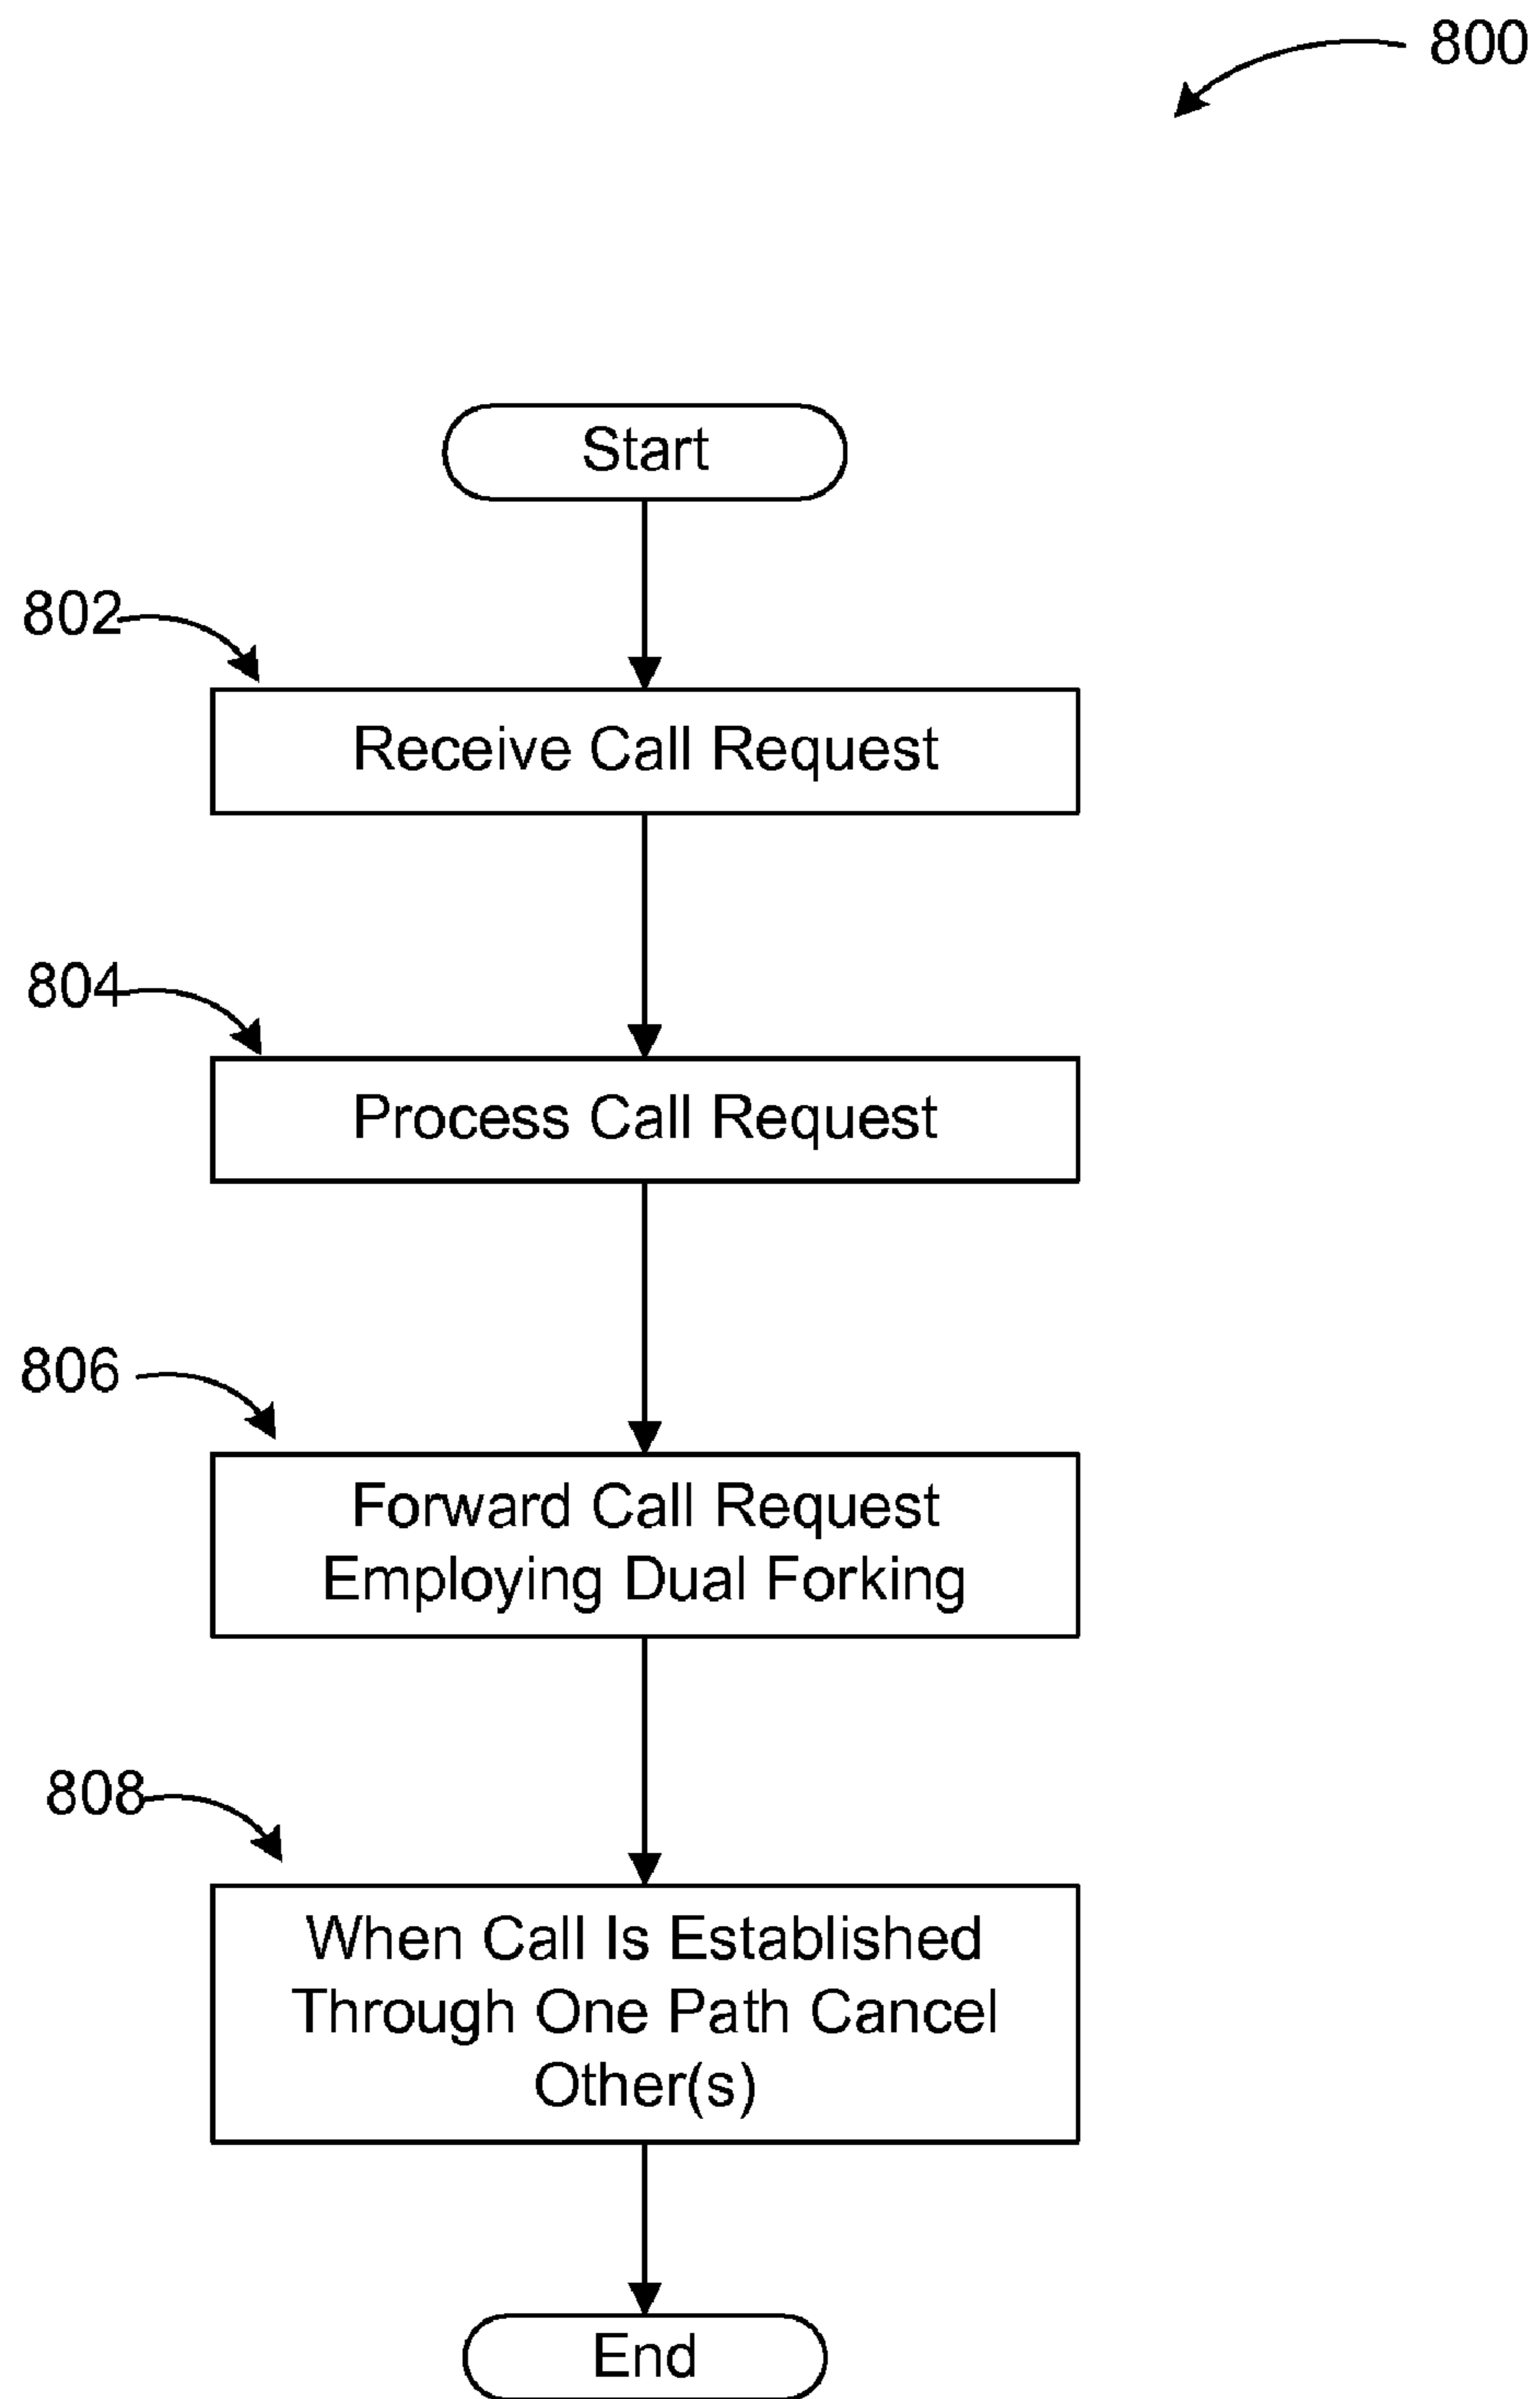 800
Start
802
Receive Call Request
804
Process Call Request
806
Forward Call Request
Employing Dual Forking
808
When Call Is Established
Through One Path Cancel
Other(s)
End